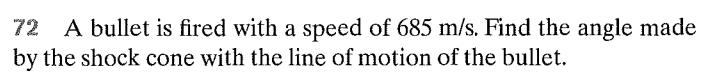 72 A bullet is fired with a speed of 685 m/s. Find the angle made
by the shock cone with the line of motion of the bullet.